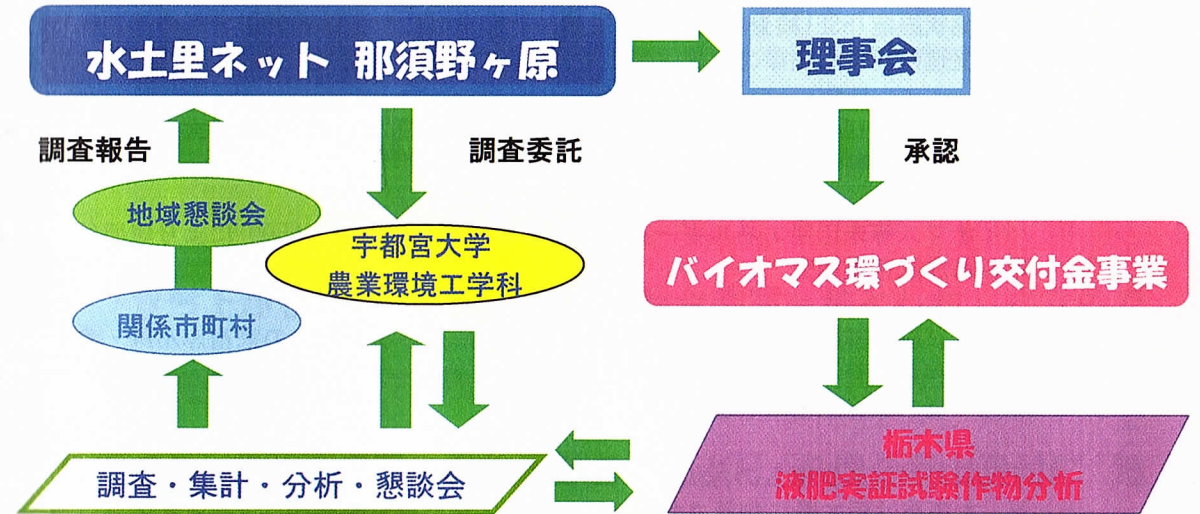 水土里ネット 那須野ヶ原
理事会
調査報告
調査委託
承認
地域懇談会
宇都宮大学
農業環境工学科
バイオマス環づくり交付金事業
関係市町村
調査・集計・分析・懇談会
栃木県
液肥実証試験作物分析